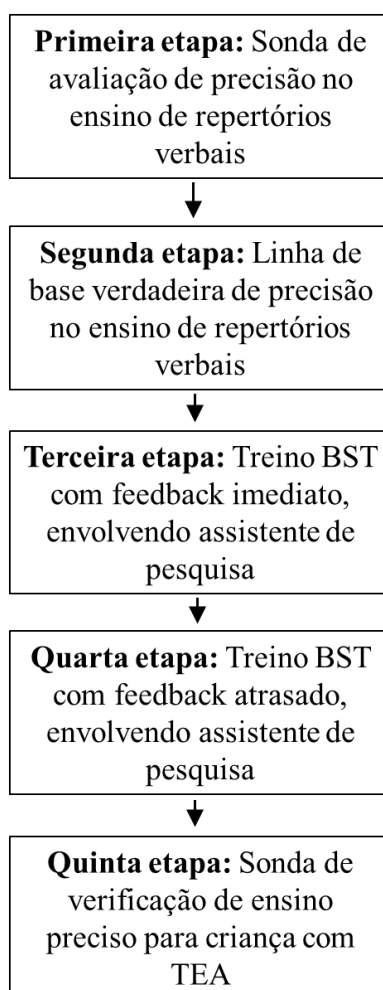 Primeira etapa: Sonda de
avaliação de precisão no
ensino de repertórios
verbais
Segunda etapa: Linha de
base verdadeira de precisão
no ensino de repertórios
verbais
Terceira etapa: Treino BST
com feedback imediato,
envolvendo assistente de
pesquisa
Quarta etapa: Treino BST
com feedback atrasado,
envolvendo assistente de
pesquisa
Quinta etapa: Sonda de
verificação de ensino
preciso para criança com
TEA